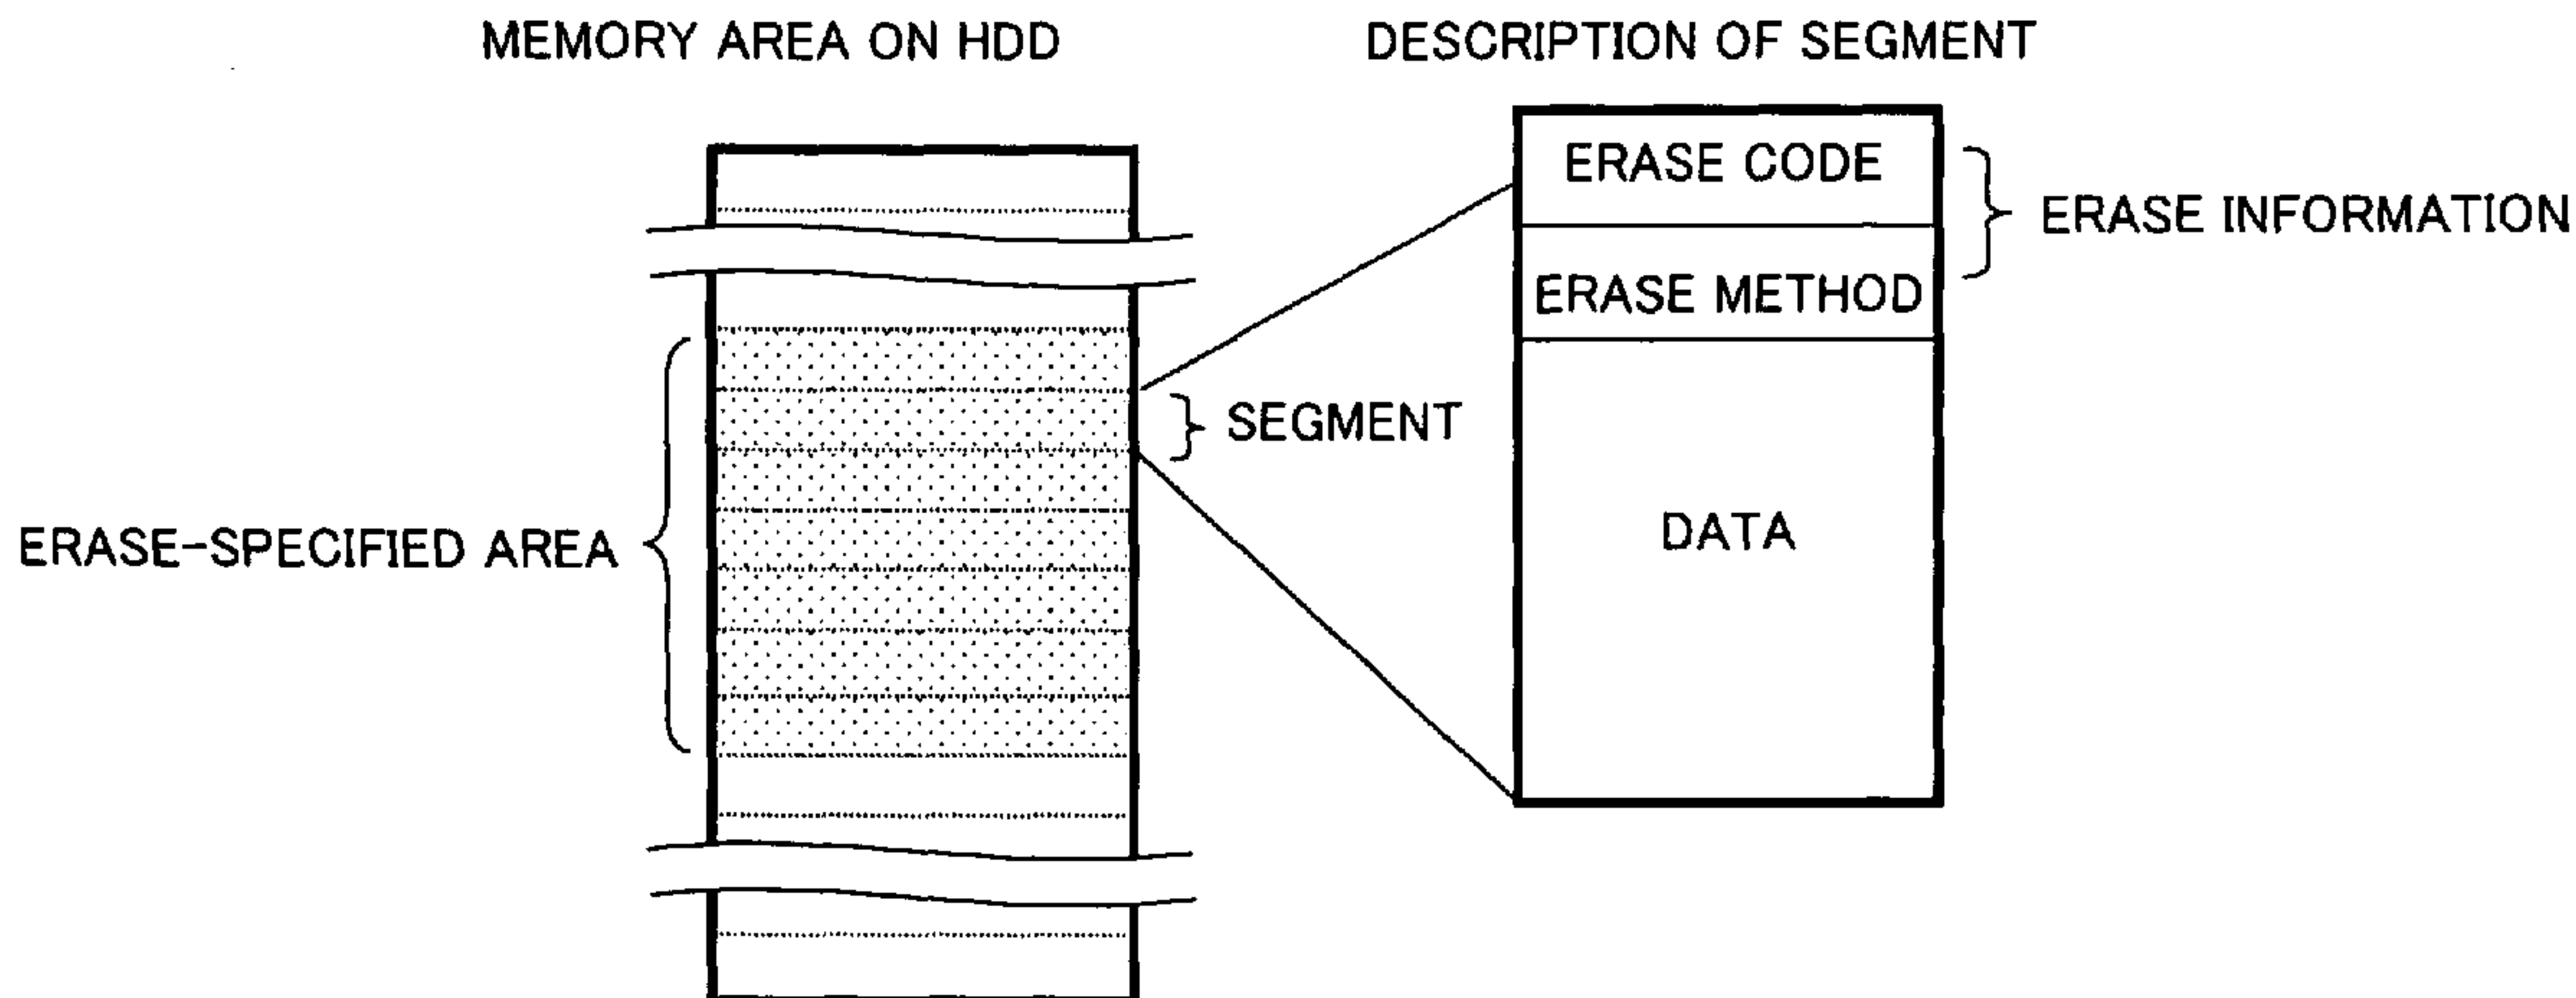 MEMORY AREA ON HDD
DESCRIPTION OF SEGMENT
ERASE CODE
ERASE INFORMATION
ERASE METHOD
SEGMENT
ERASE-SPECIFIED AREA
DATA